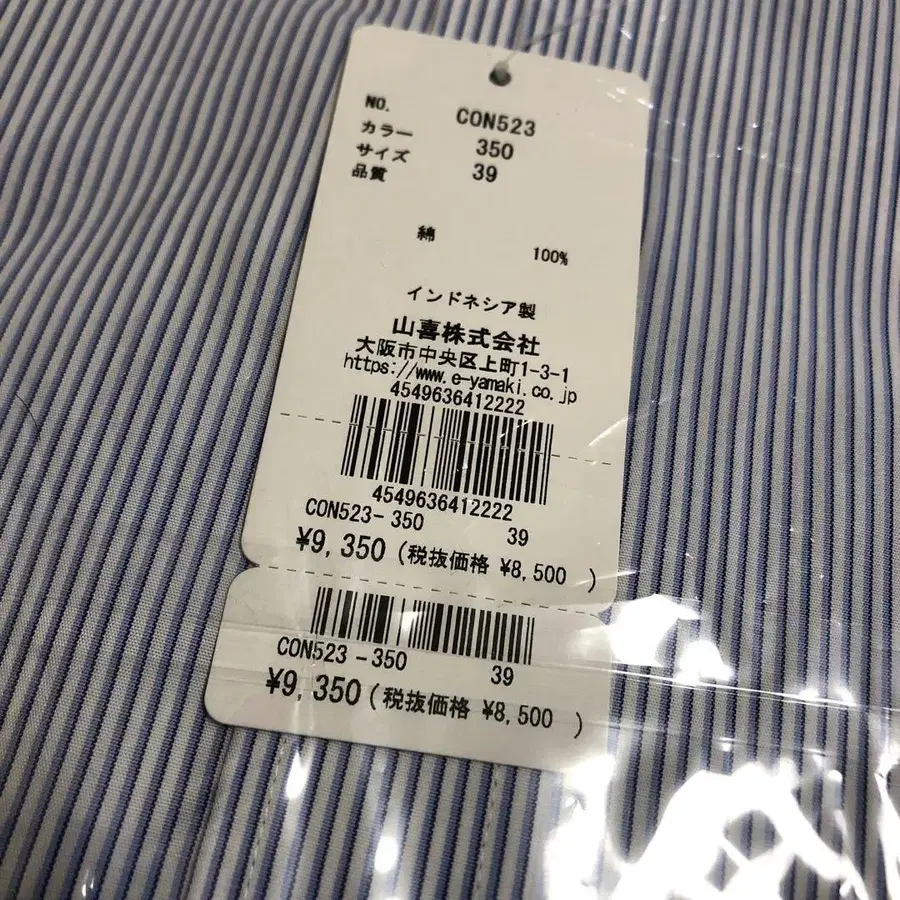 NO. CON523
カラー 350
サイズ 39
品質
綿 100%
インドネシア製
山喜株式会社
大阪市中央区上町1-3-1
https://www.e-yamaki.co.jp
4549636412222
4549636412222
CON523-350 39
¥9,350 (税抜価格 ¥8,500 )
CON523-350 39
¥9,350 (税抜価格 ¥8,500 )